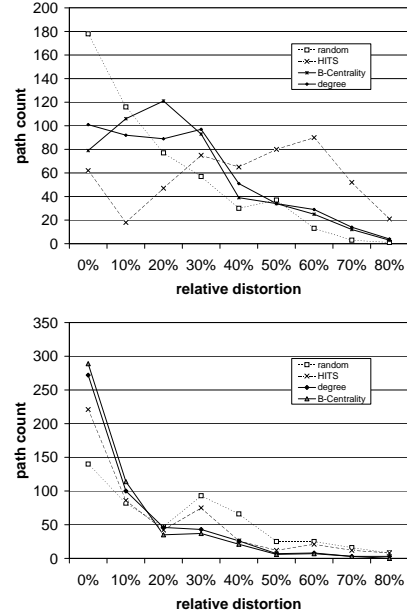 200
180
160
140
120
100
80
60
40
20
0
path count
random
HITS
B-Centrality
degree
0% 10% 20% 30% 40% 50% 60% 70% 80%
relative distortion
350
300
250
200
150
100
50
0
path count
random
HITS
degree
B-Centrality
0% 10% 20% 30% 40% 50% 60% 70% 80%
relative distortion